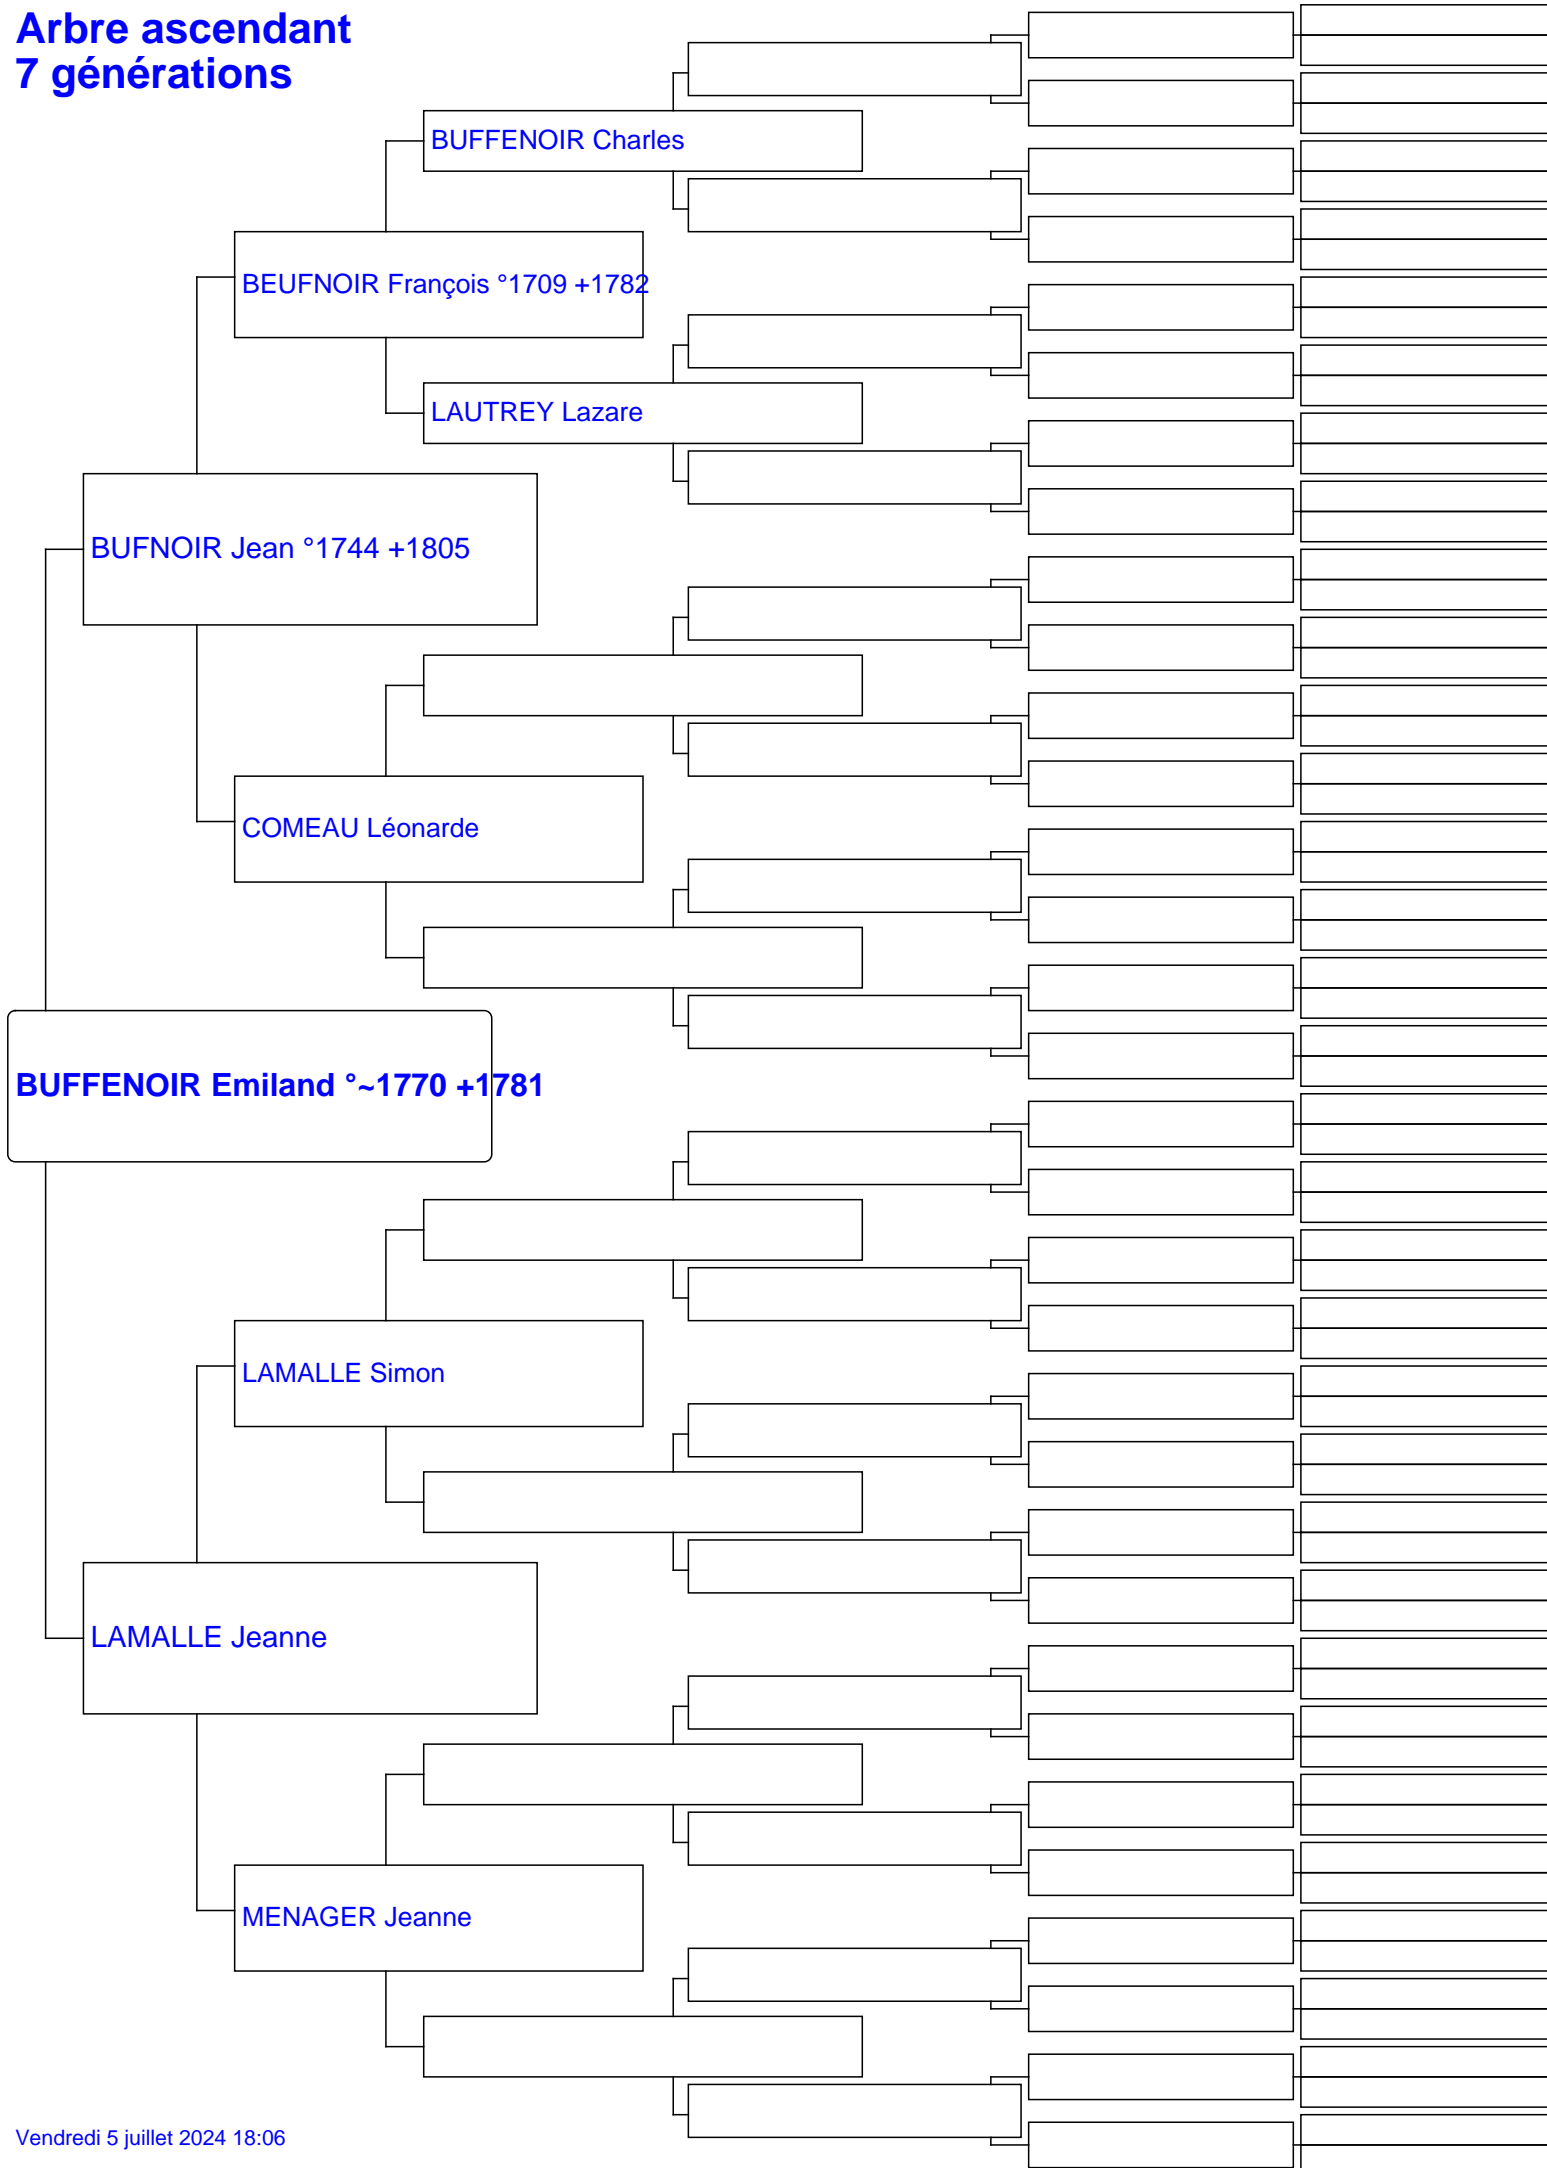 Arbre ascendant
7 générations
BUFFENOIR Charles
BEUFNOIR François °1709 +1782
LAUTREY Lazare
BUFNOIR Jean °1744 +1805
COMEAU Léonarde
BUFFENOIR Emiland °~1770 +1781
LAMALLE Simon
LAMALLE Jeanne
MENAGER Jeanne
Vendredi 5 juillet 2024 18:06